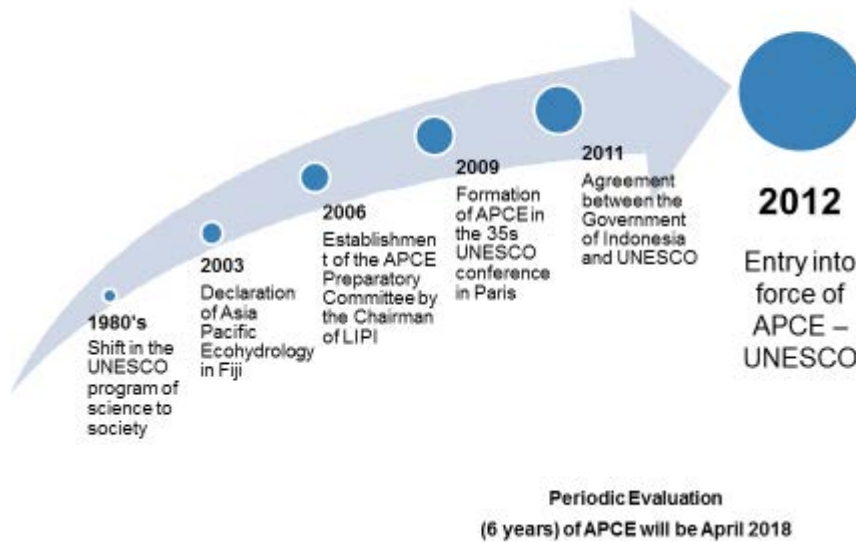 1980's
Shift in the
UNESCO
program of
science to
society
2003
Declaration
of Asia
Pacific
Ecohydrology
in Fiji
2006
Establishmen
t of the APCE
Preparatory
Committee by
the Chairman
of LIPI
2009
Formation
of APCE in
the 35s
UNESCO
conference
in Paris
2011
Agreement
between the
Government
of Indonesia
and UNESCO
2012
Entry into
force of
APCE –
UNESCO
Periodic Evaluation
(6 years) of APCE will be April 2018